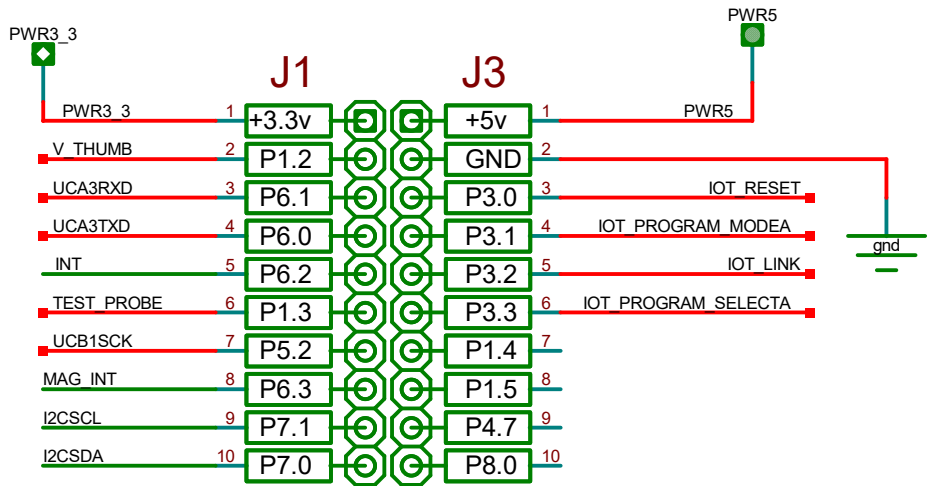 PWR3_3
PWR5
J1 J3
PWR3_3 1 +3.3v +5v 1 PWR5
V_THUMB 2 P1.2 GND 2
UCA3RXD 3 P6.1 P3.0 3 IOT_RESET
UCA3TXD 4 P6.0 P3.1 4 IOT_PROGRAM_MODEA
gnd
INT 5 P6.2 P3.2 5 IOT_LINK
TEST_PROBE 6 P1.3 P3.3 6 IOT_PROGRAM_SELECTA
UCB1SCK 7 P5.2 P1.4 7
MAG_INT 8 P6.3 P1.5 8
I2CSCL 9 P7.1 P4.7 9
I2CSDA 10 P7.0 P8.0 10